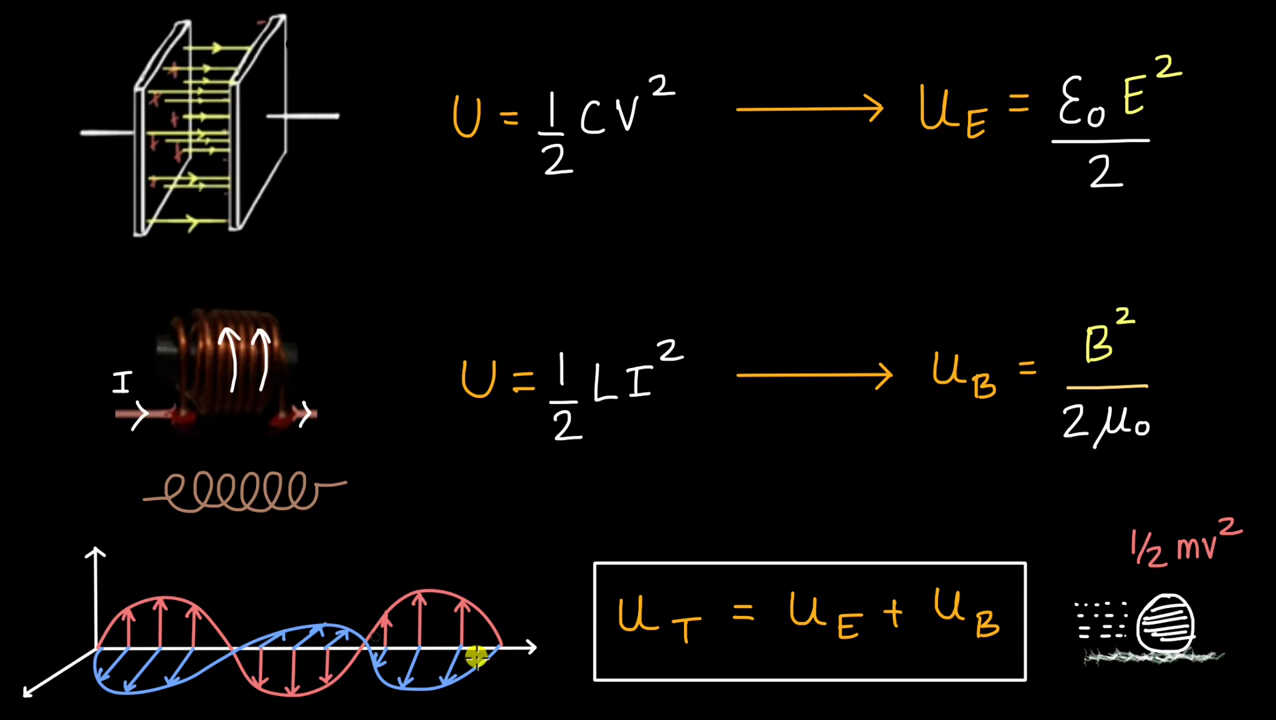 U = 1/2 CV² → u_E = ε₀E²/2
I
U = 1/2 LI² → u_B = B²/2μ₀
1/2 mv²
u_T = u_E + u_B